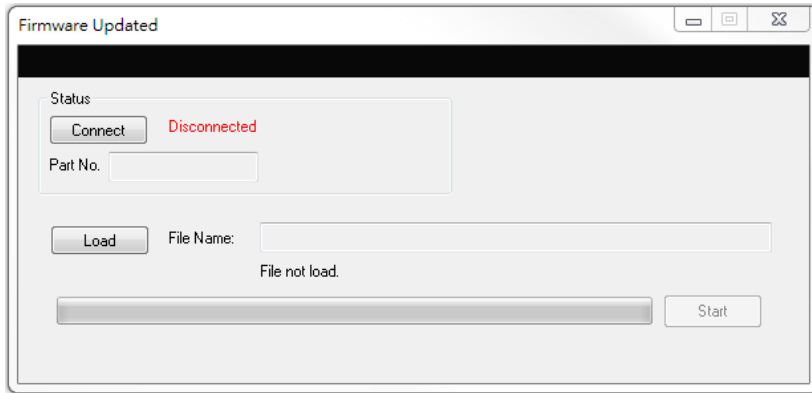 Firmware Updated
Status
Connect Disconnected
Part No.
Load File Name:
File not load.
Start